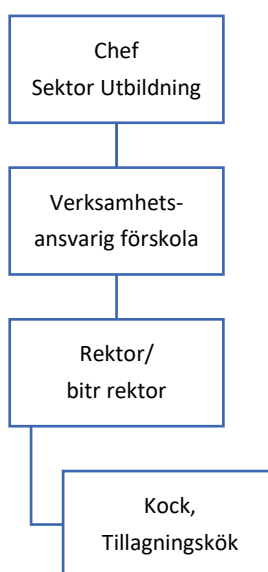 Chef
Sektor Utbildning
Verksamhets-
ansvarig förskola
Rektor/
bitr rektor
Kock,
Tillagningskök